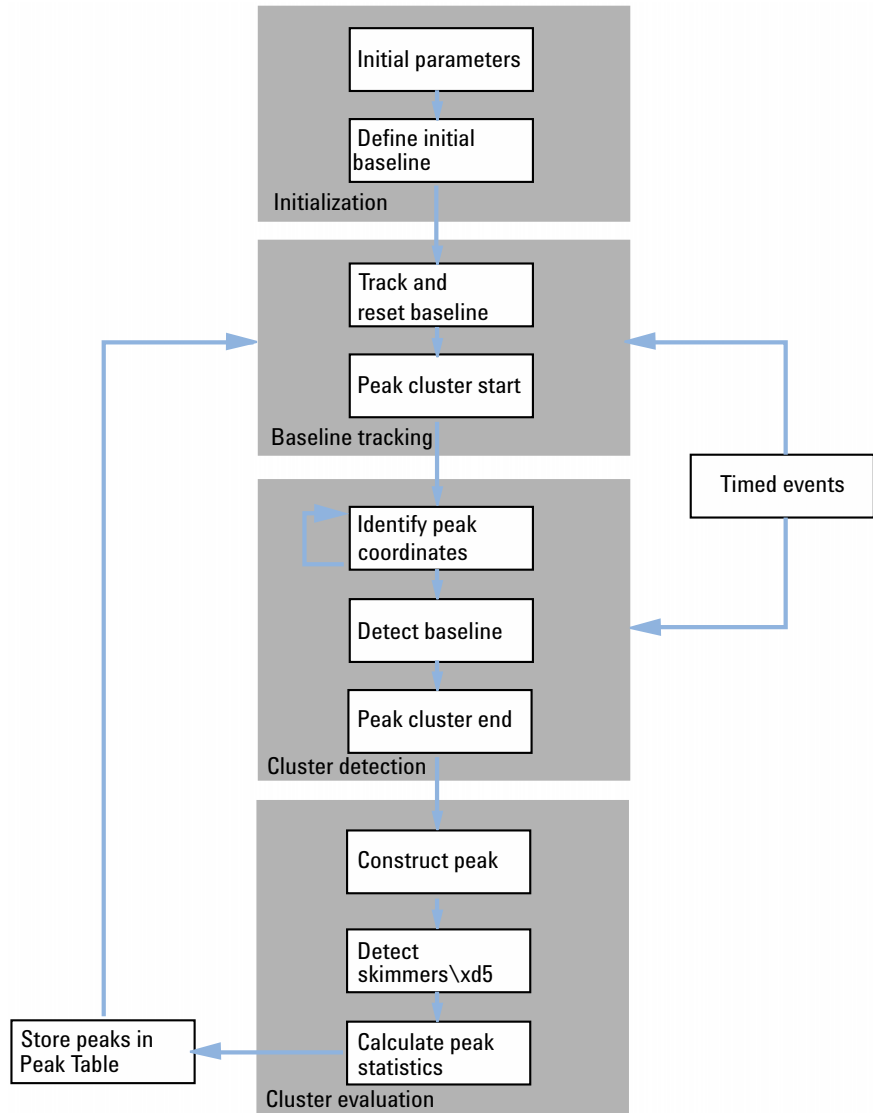 Initial parameters
Define initial
baseline
Initialization
Track and
reset baseline
Peak cluster start
Baseline tracking
Timed events
Identify peak
coordinates
Detect baseline
Peak cluster end
Cluster detection
Construct peak
Detect
skimmers\xd5
Calculate peak
statistics
Store peaks in
Peak Table
Cluster evaluation